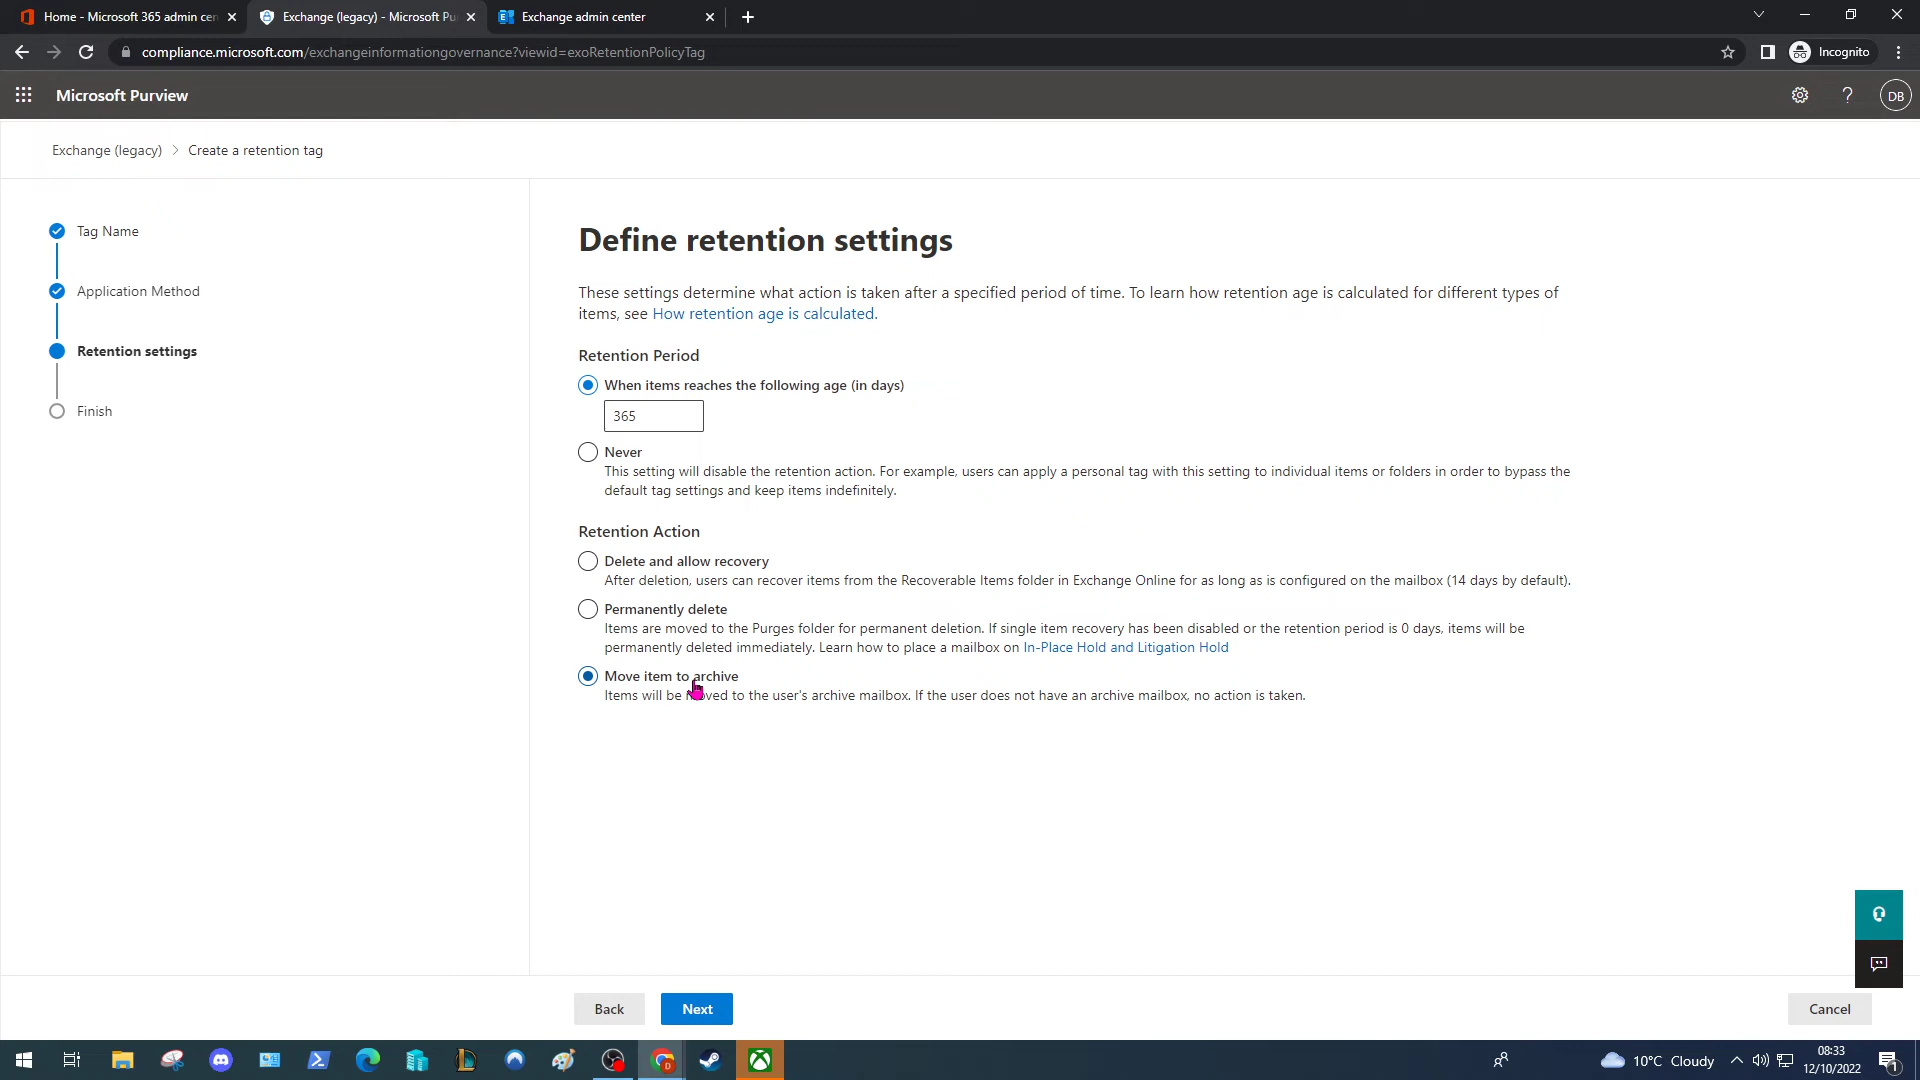 Home - Microsoft 365 admin cen
Exchange (legacy) - Microsoft Pu
Exchange admin center
compliance.microsoft.com/exchangeinformationgovernance?viewid=exoRetentionPolicyTag
Incognito
Microsoft Purview
DB
Exchange (legacy) > Create a retention tag
Tag Name
Application Method
Retention settings
Finish
Define retention settings
These settings determine what action is taken after a specified period of time. To learn how retention age is calculated for different types of
items, see How retention age is calculated.
Retention Period
When items reaches the following age (in days)
365
Never
This setting will disable the retention action. For example, users can apply a personal tag with this setting to individual items or folders in order to bypass the
default tag settings and keep items indefinitely.
Retention Action
Delete and allow recovery
After deletion, users can recover items from the Recoverable Items folder in Exchange Online for as long as is configured on the mailbox (14 days by default).
Permanently delete
Items are moved to the Purges folder for permanent deletion. If single item recovery has been disabled or the retention period is 0 days, items will be
permanently deleted immediately. Learn how to place a mailbox on In-Place Hold and Litigation Hold
Move item to archive
Items will be moved to the user's archive mailbox. If the user does not have an archive mailbox, no action is taken.
Back
Next
Cancel
10°C Cloudy
08:33
12/10/2022
1